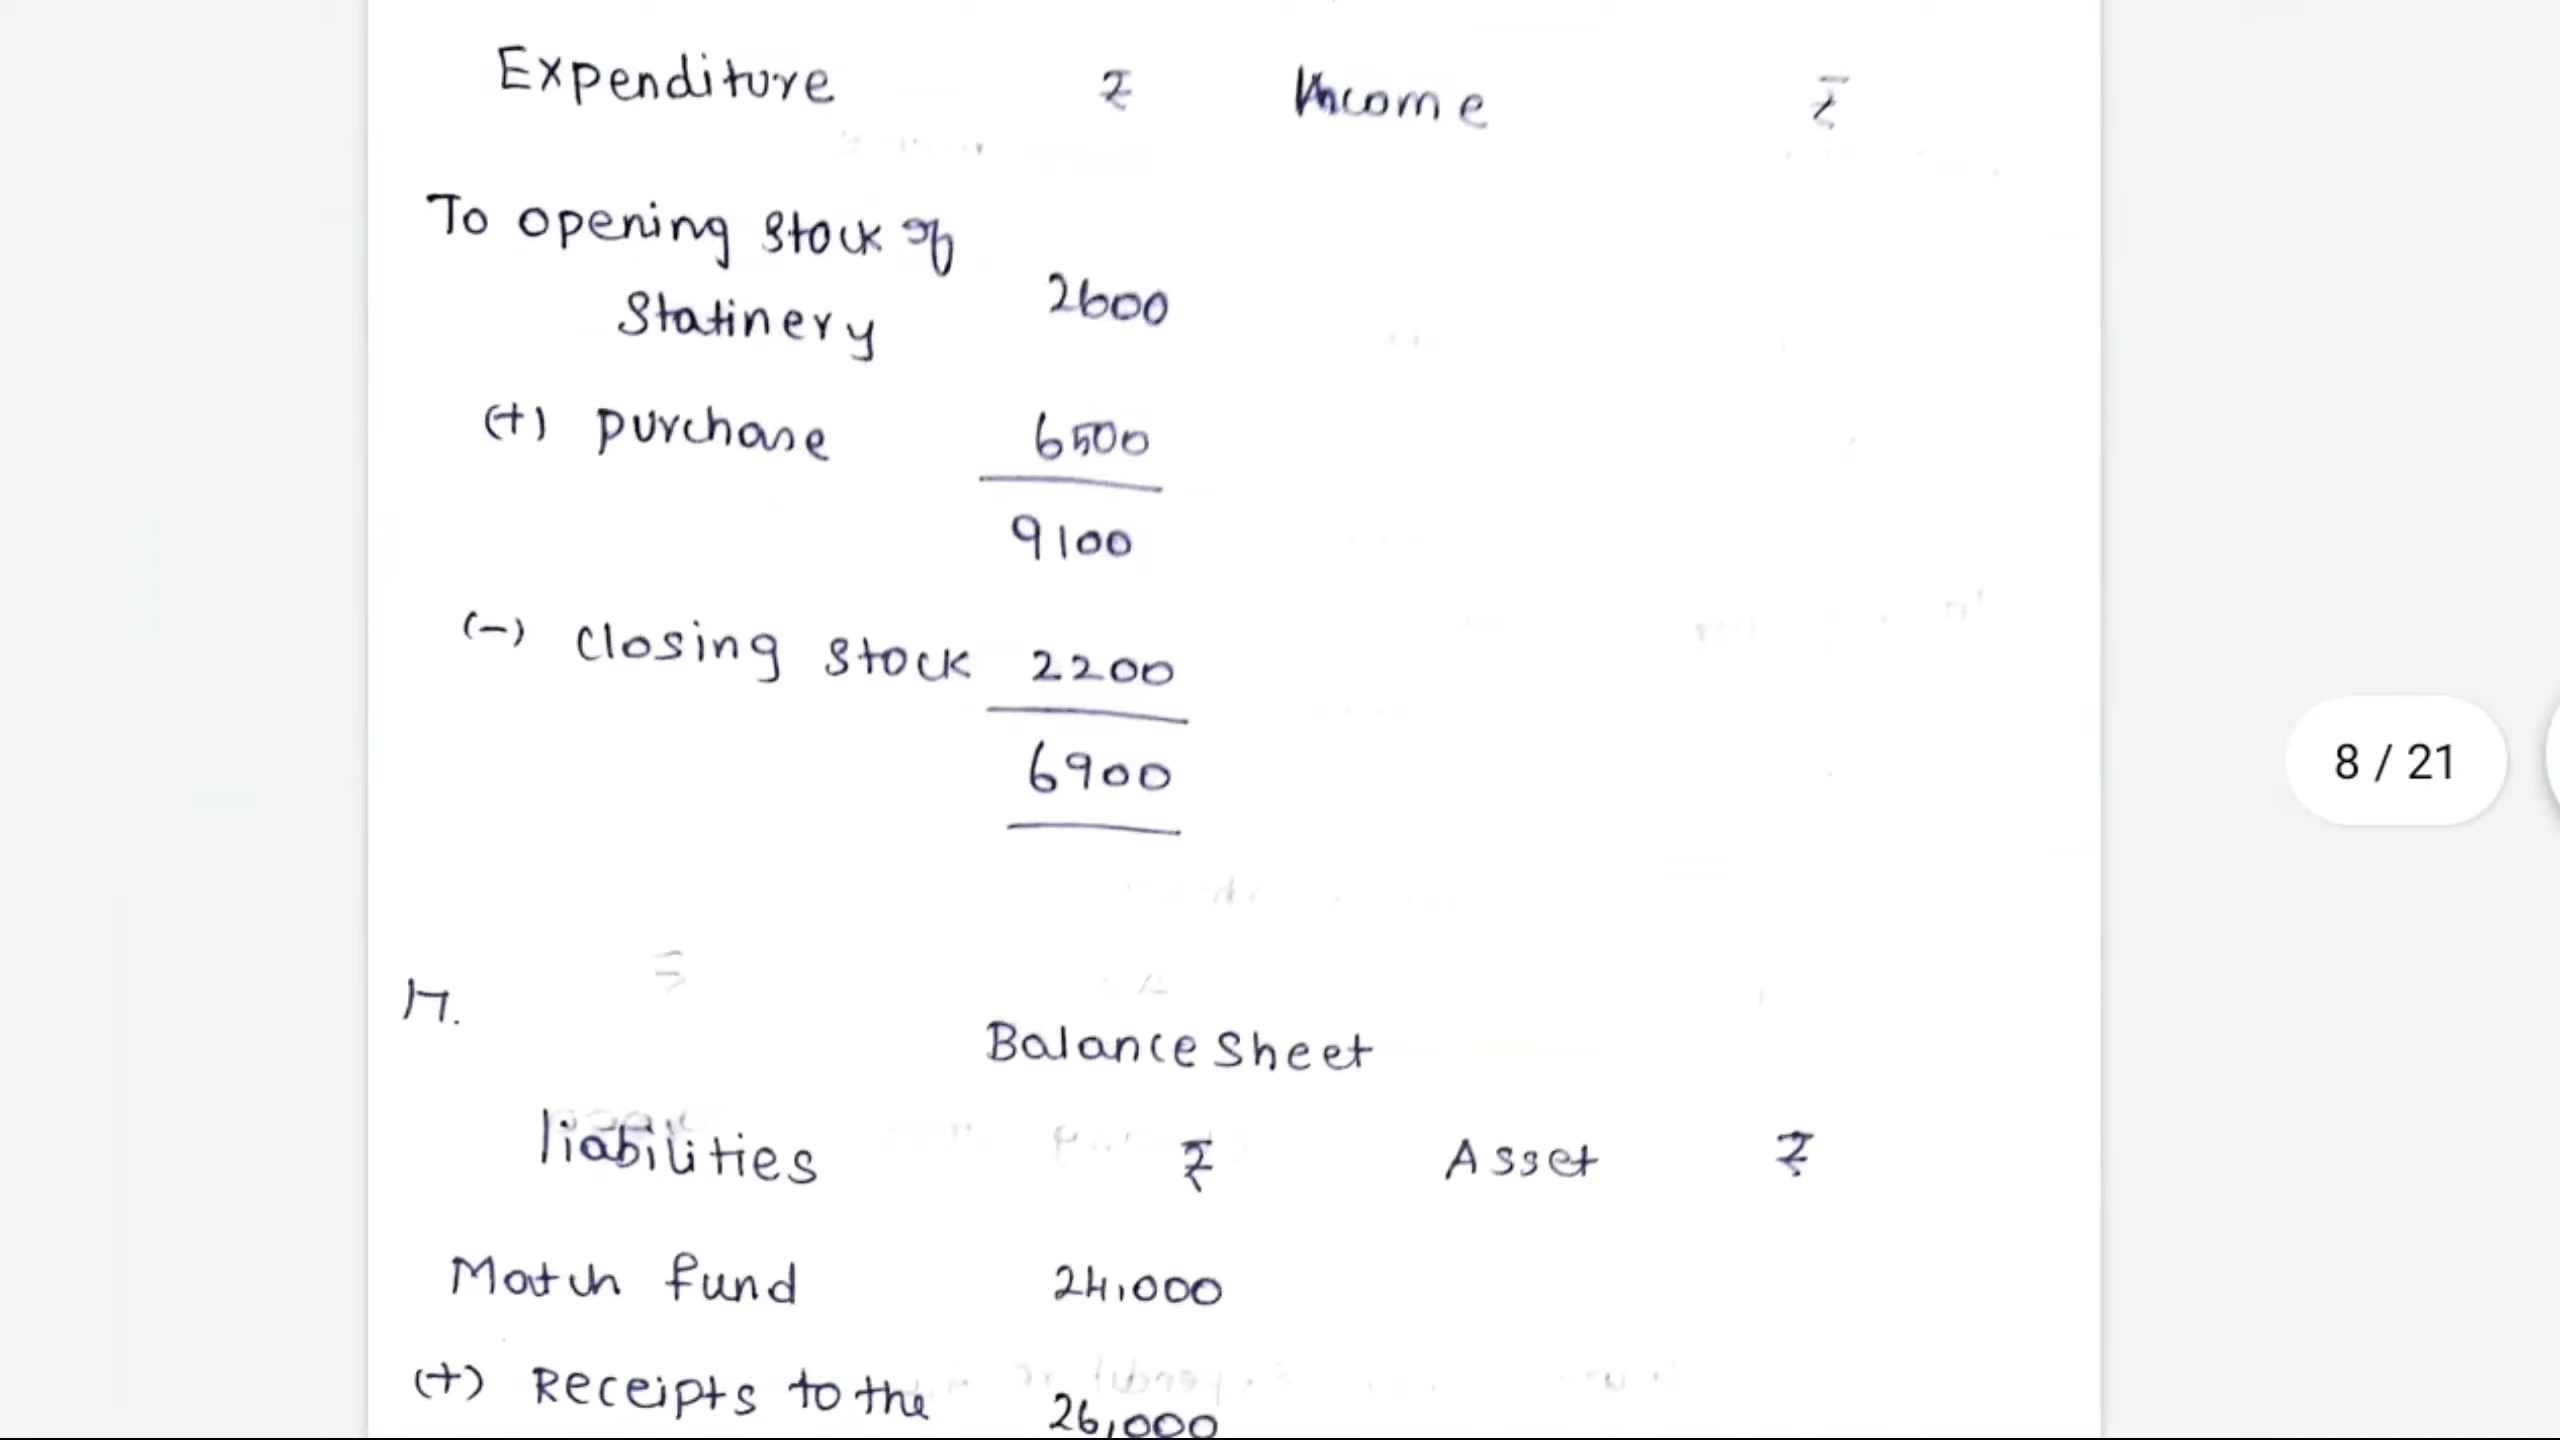 Expenditure ₹ Income ₹
To opening stock of
Statinery 2600
(+) purchase 6500
9100
(-) closing stock 2200
6900
8 / 21
17.
Balance Sheet
liabilities ₹ Asset ₹
Match fund 24,000
(+) Receipts to the 26,000